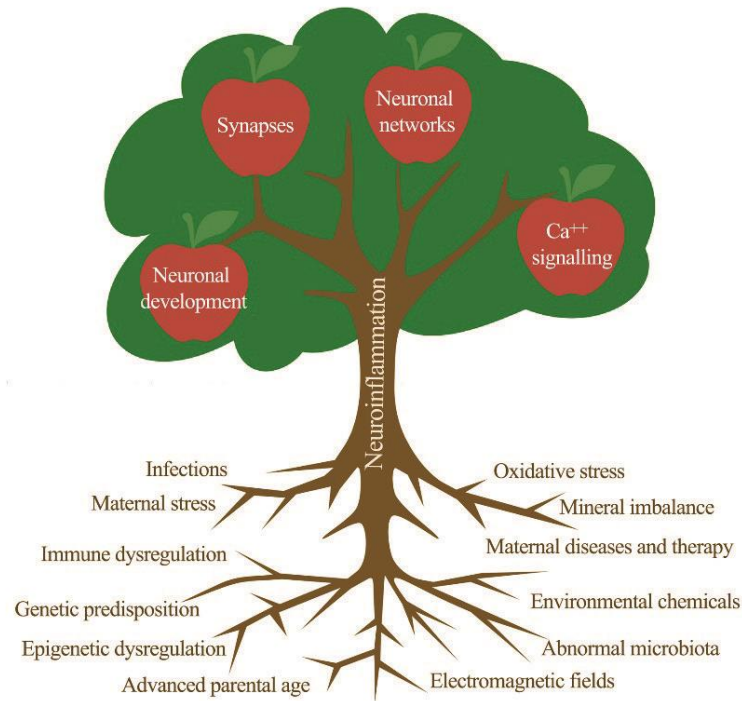 Neuronal
networks
Synapses
Ca⁺⁺
signalling
Neuronal
development
Neuroinflammation
Infections
Oxidative stress
Maternal stress
Mineral imbalance
Immune dysregulation
Maternal diseases and therapy
Genetic predisposition
Environmental chemicals
Epigenetic dysregulation
Abnormal microbiota
Advanced parental age
Electromagnetic fields